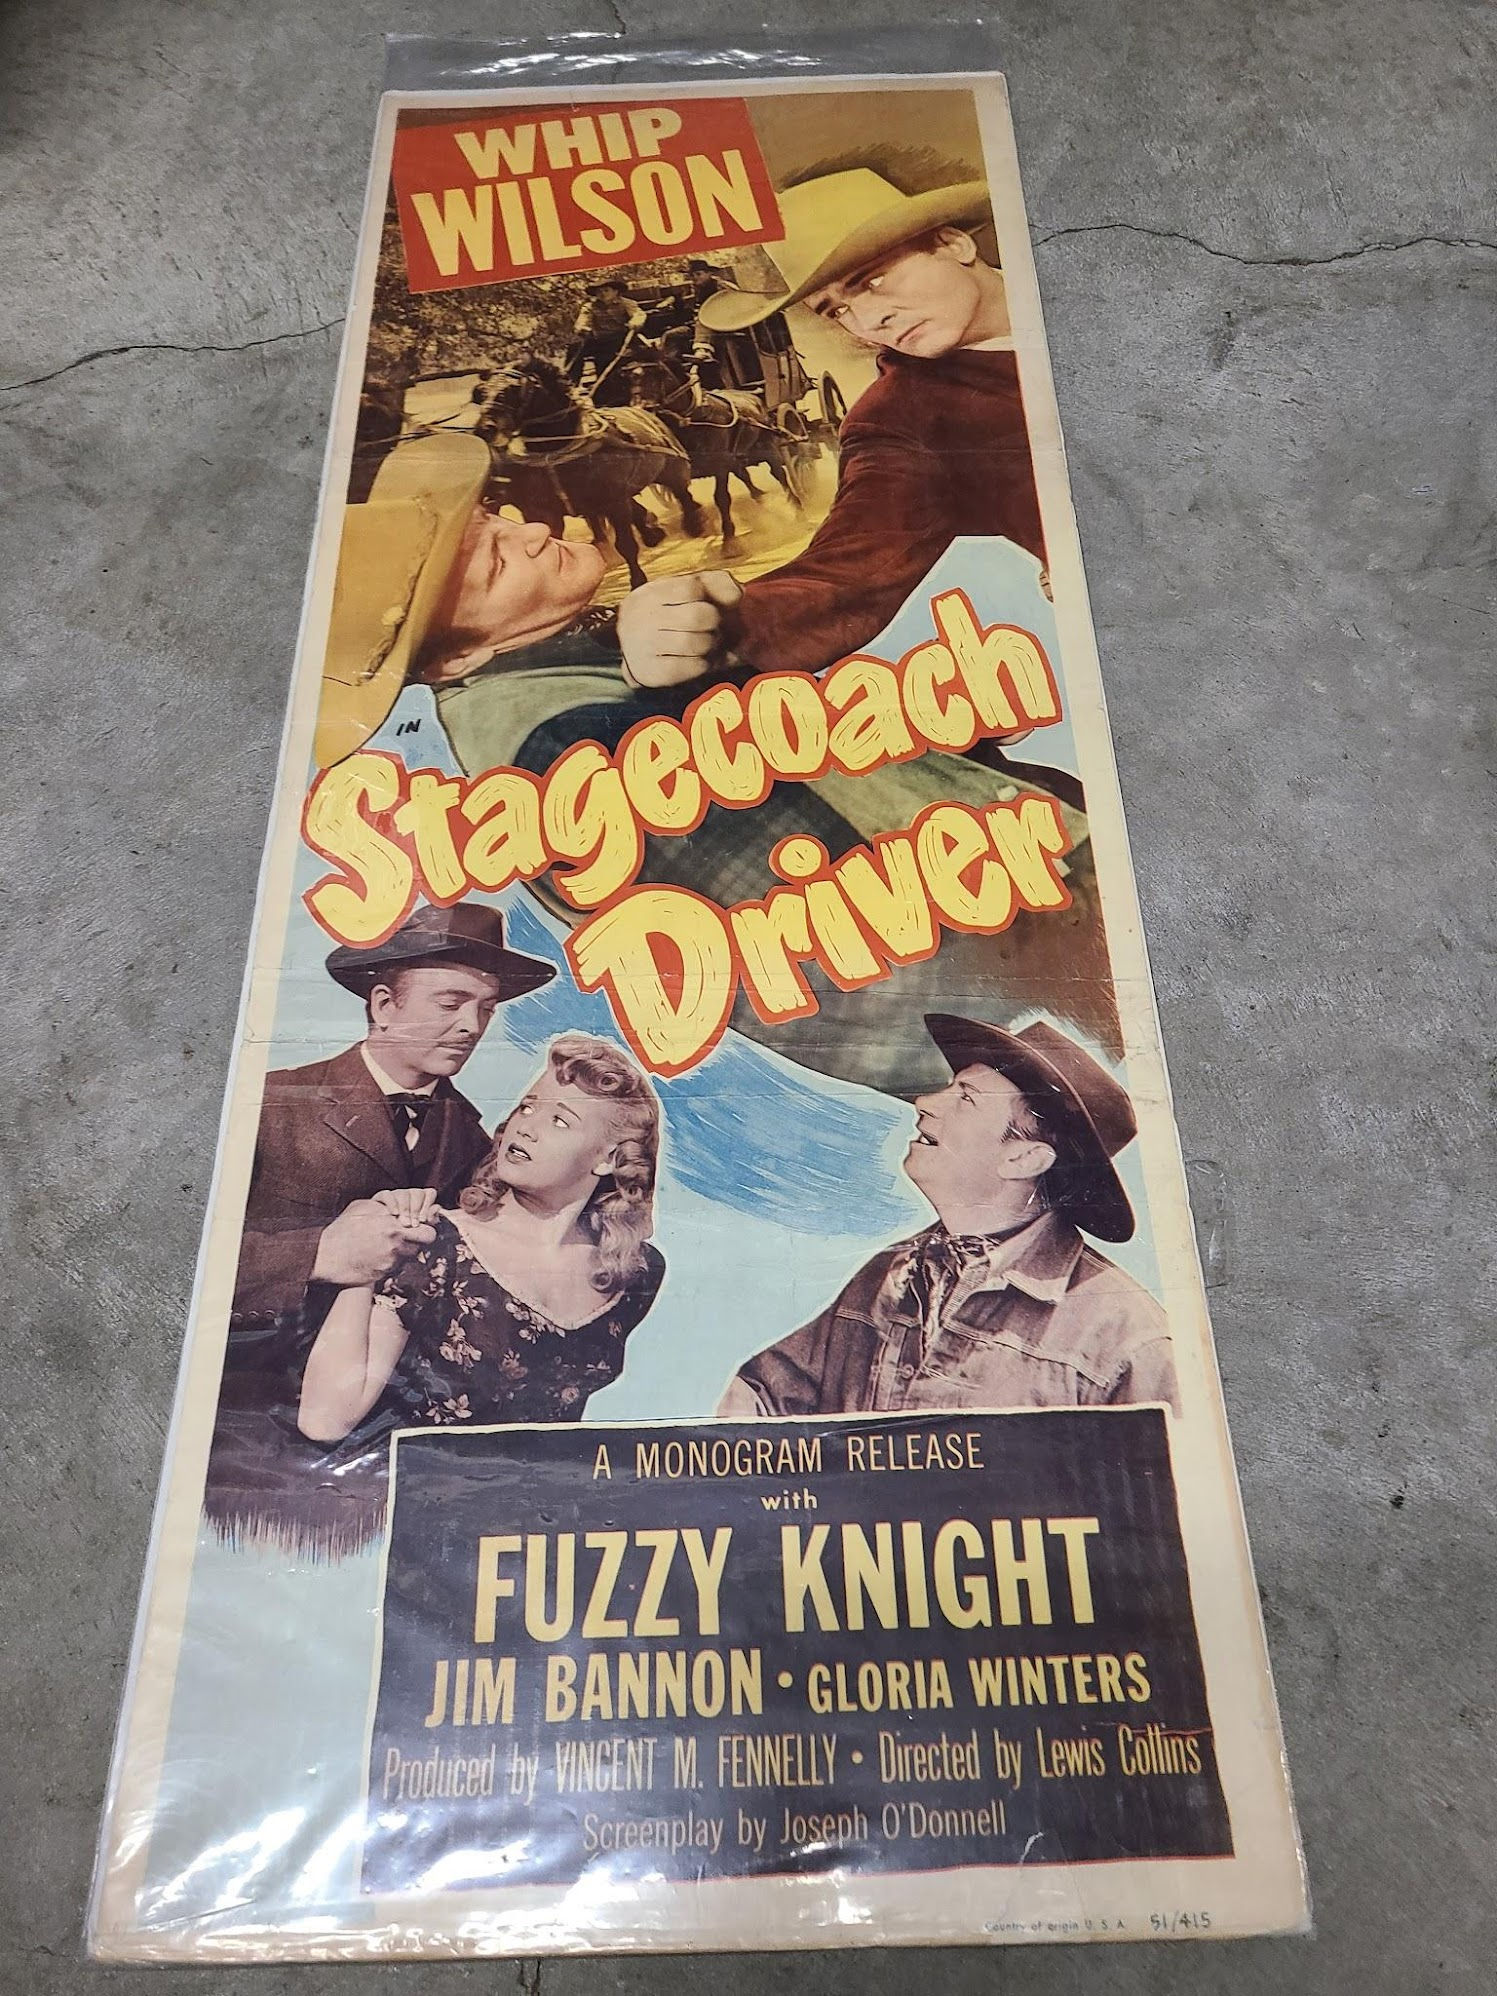 WHIP
WILSON
IN
Stagecoach
Driver
A MONOGRAM RELEASE
with
FUZZY KNIGHT
JIM BANNON • GLORIA WINTERS
Produced by VINCENT M. FENNELLY • Directed by Lewis Collins
Screenplay by Joseph O'Donnell
Country of origin U. S. A. 51/415